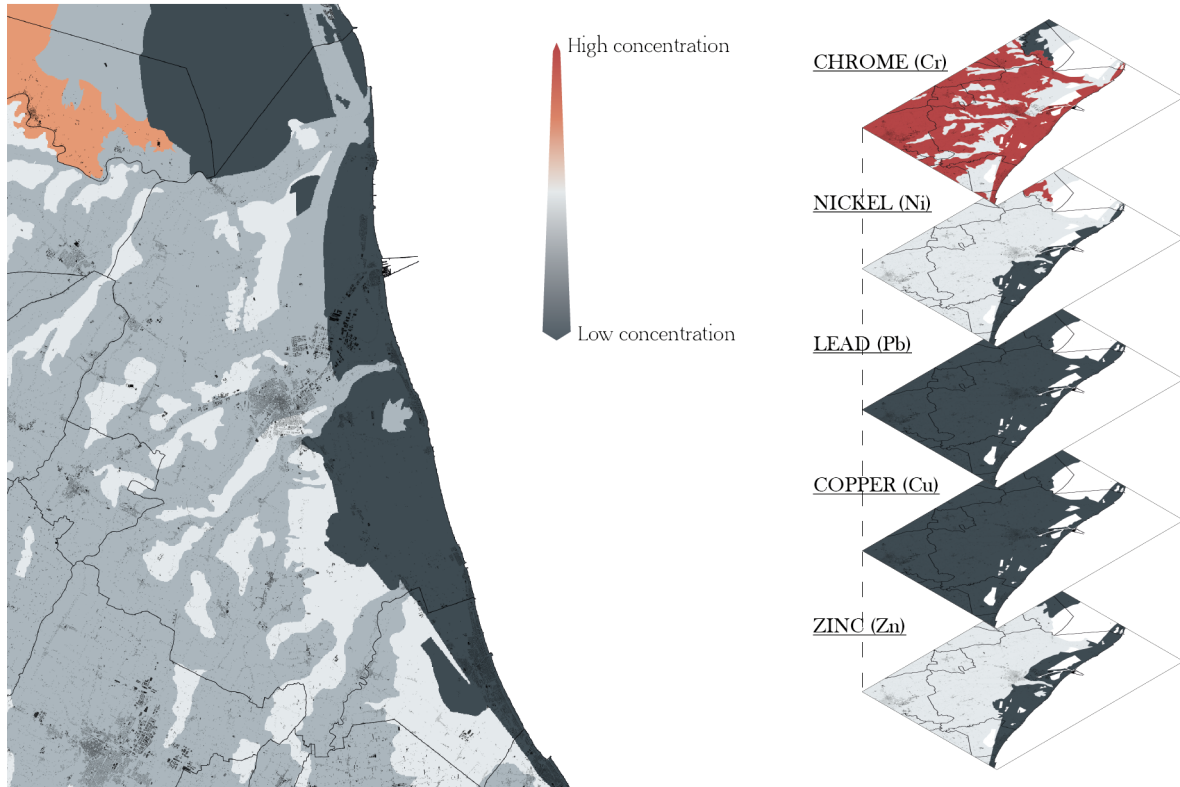 High concentration
Low concentration
CHROME (Cr)
NICKEL (Ni)
LEAD (Pb)
COPPER (Cu)
ZINC (Zn)